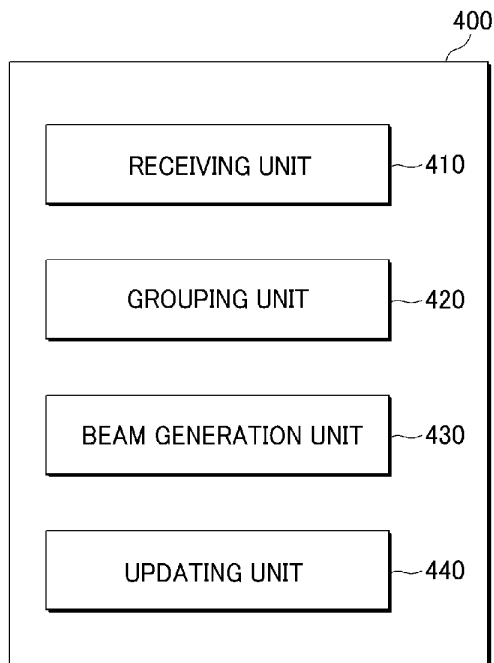 400
RECEIVING UNIT 410
GROUPING UNIT 420
BEAM GENERATION UNIT 430
UPDATING UNIT 440